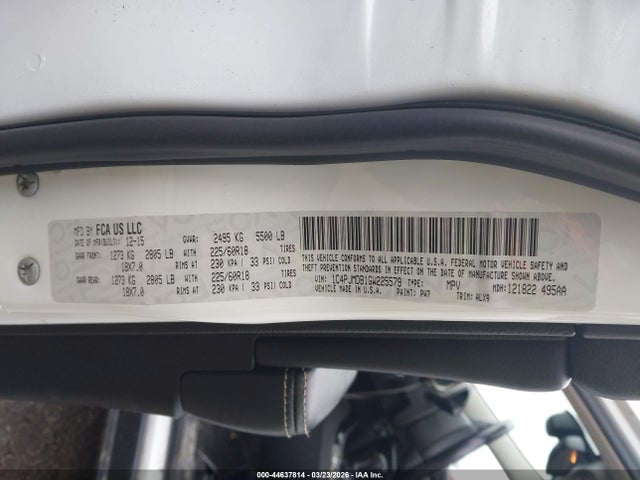 MFD BY FCA US LLC
DATE OF MFR(BUILT): 12-15 GVWR: 2495 KG 5500 LB
GAWR FRONT: 1273 KG 2805 LB WITH 225/60R18 TIRES
18X7.0 RIMS AT 230 KPA ( 33 PSI) COLD
GAWR REAR: 1273 KG 2805 LB WITH 225/60R18 TIRES
18X7.0 RIMS AT 230 KPA ( 33 PSI) COLD
THIS VEHICLE CONFORMS TO ALL APPLICABLE U.S.A. FEDERAL MOTOR VEHICLE SAFETY AND
THEFT PREVENTION STANDARDS IN EFFECT ON THE DATE OF MANUFACTURE SHOWN ABOVE.
VIN: TYPE: MPV MDH: 121822 495AA
MADE IN U.S.A. PAINT: PW7 TRIM: ALX9
000-44637814 - 03/23/2026 - IAA Inc.